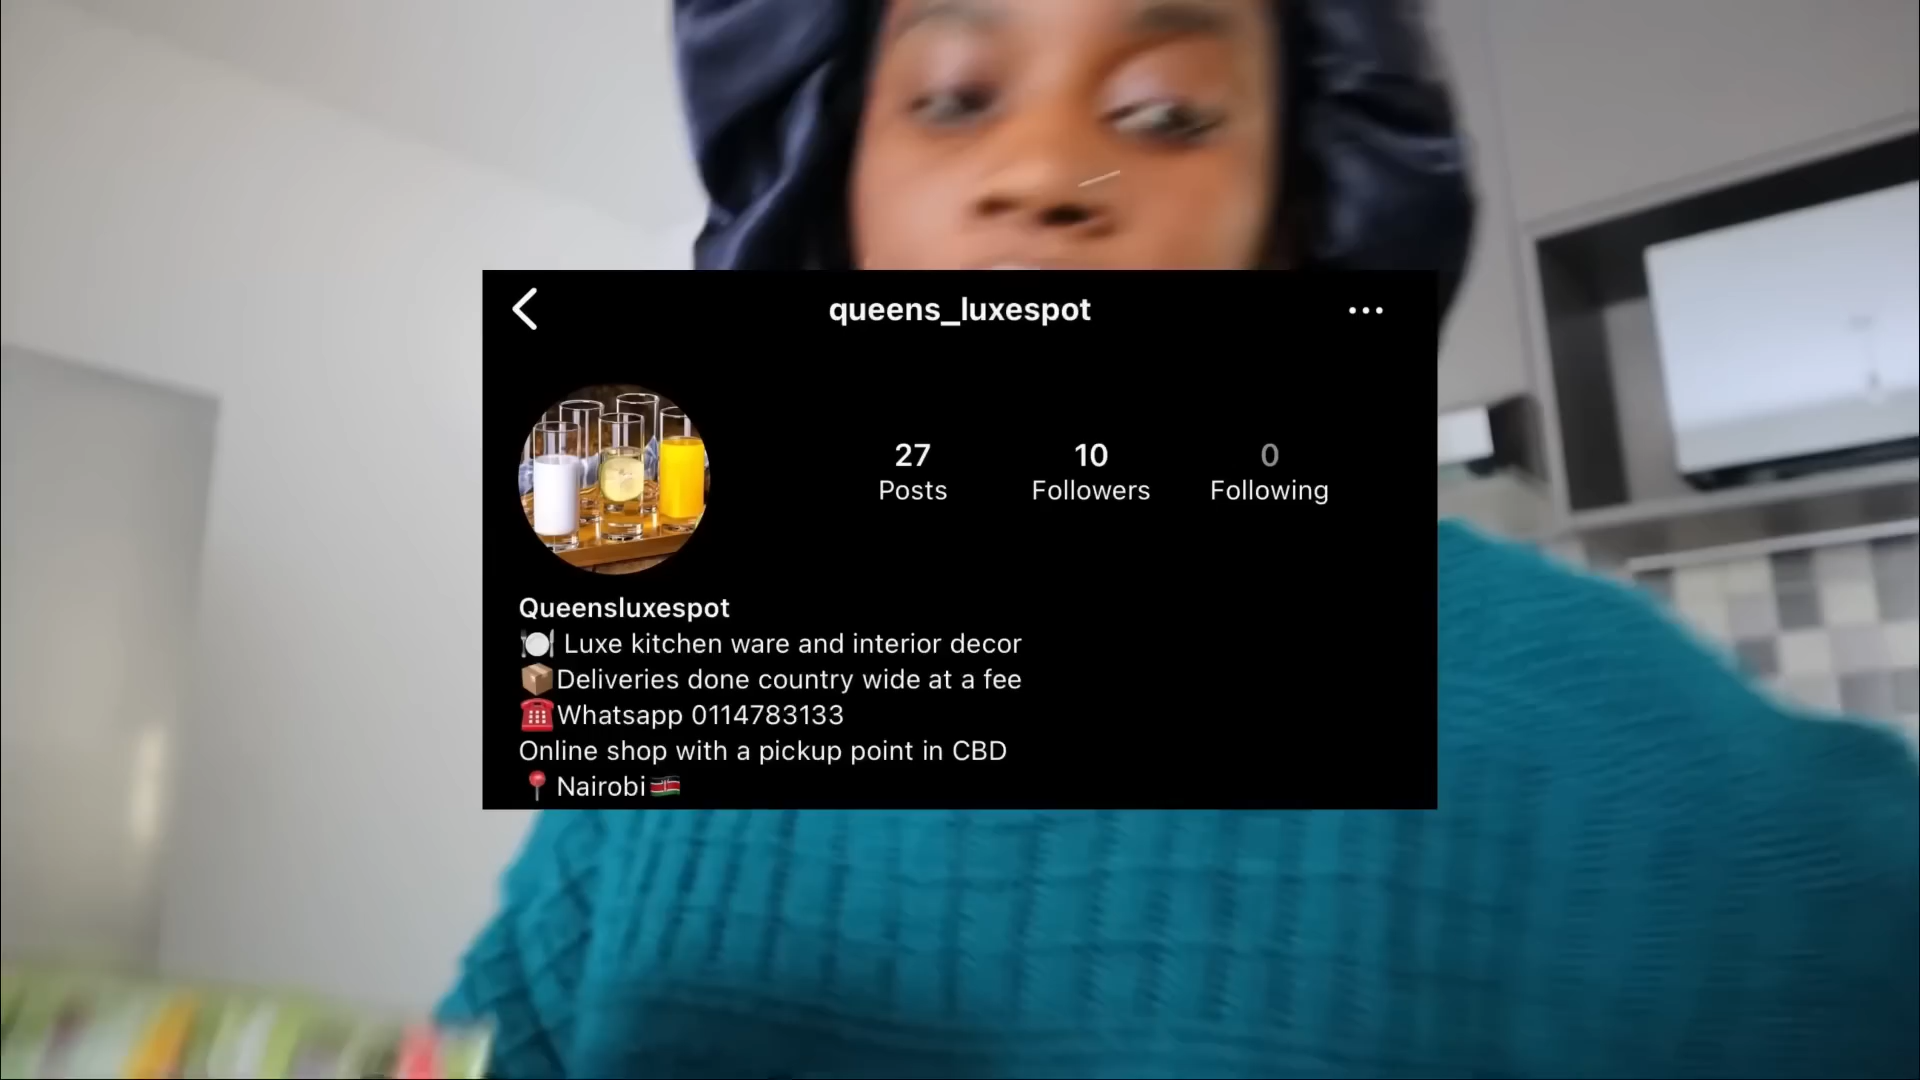 queens_luxespot
27
Posts
10
Followers
0
Following
Queensluxespot
🍽️ Luxe kitchen ware and interior decor
📦Deliveries done country wide at a fee
☎️Whatsapp 0114783133
Online shop with a pickup point in CBD
📍Nairobi🇰🇪